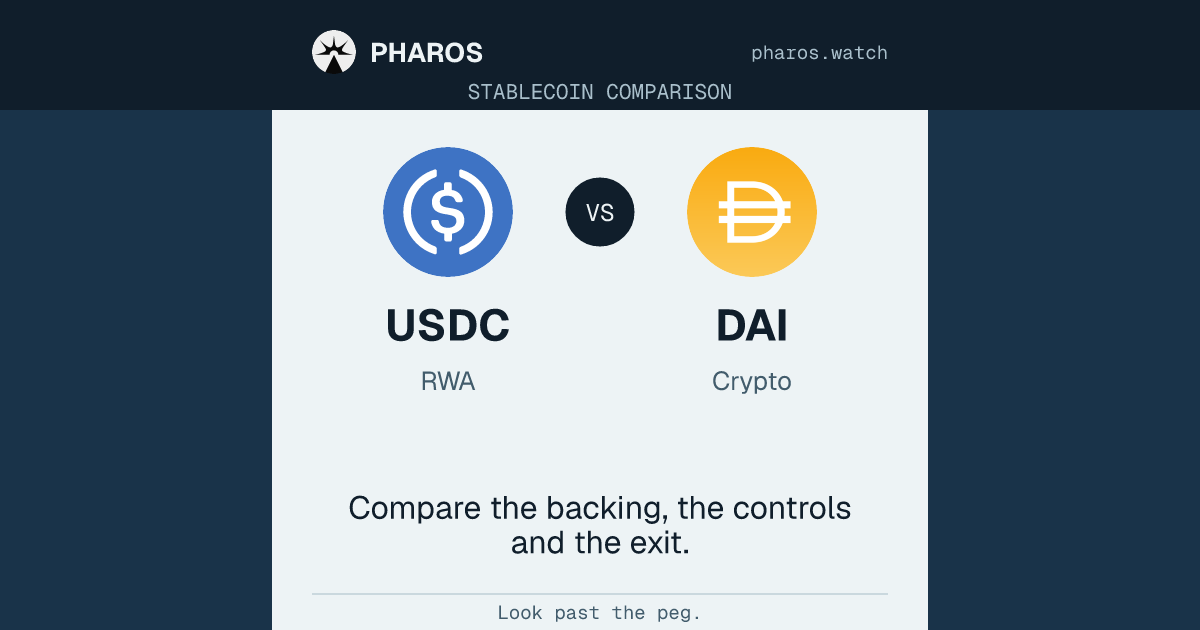 PHAROS
pharos.watch
STABLECOIN COMPARISON
$
VS
USDC
DAI
RWA
Crypto
Compare the backing, the controls
and the exit.
Look past the peg.